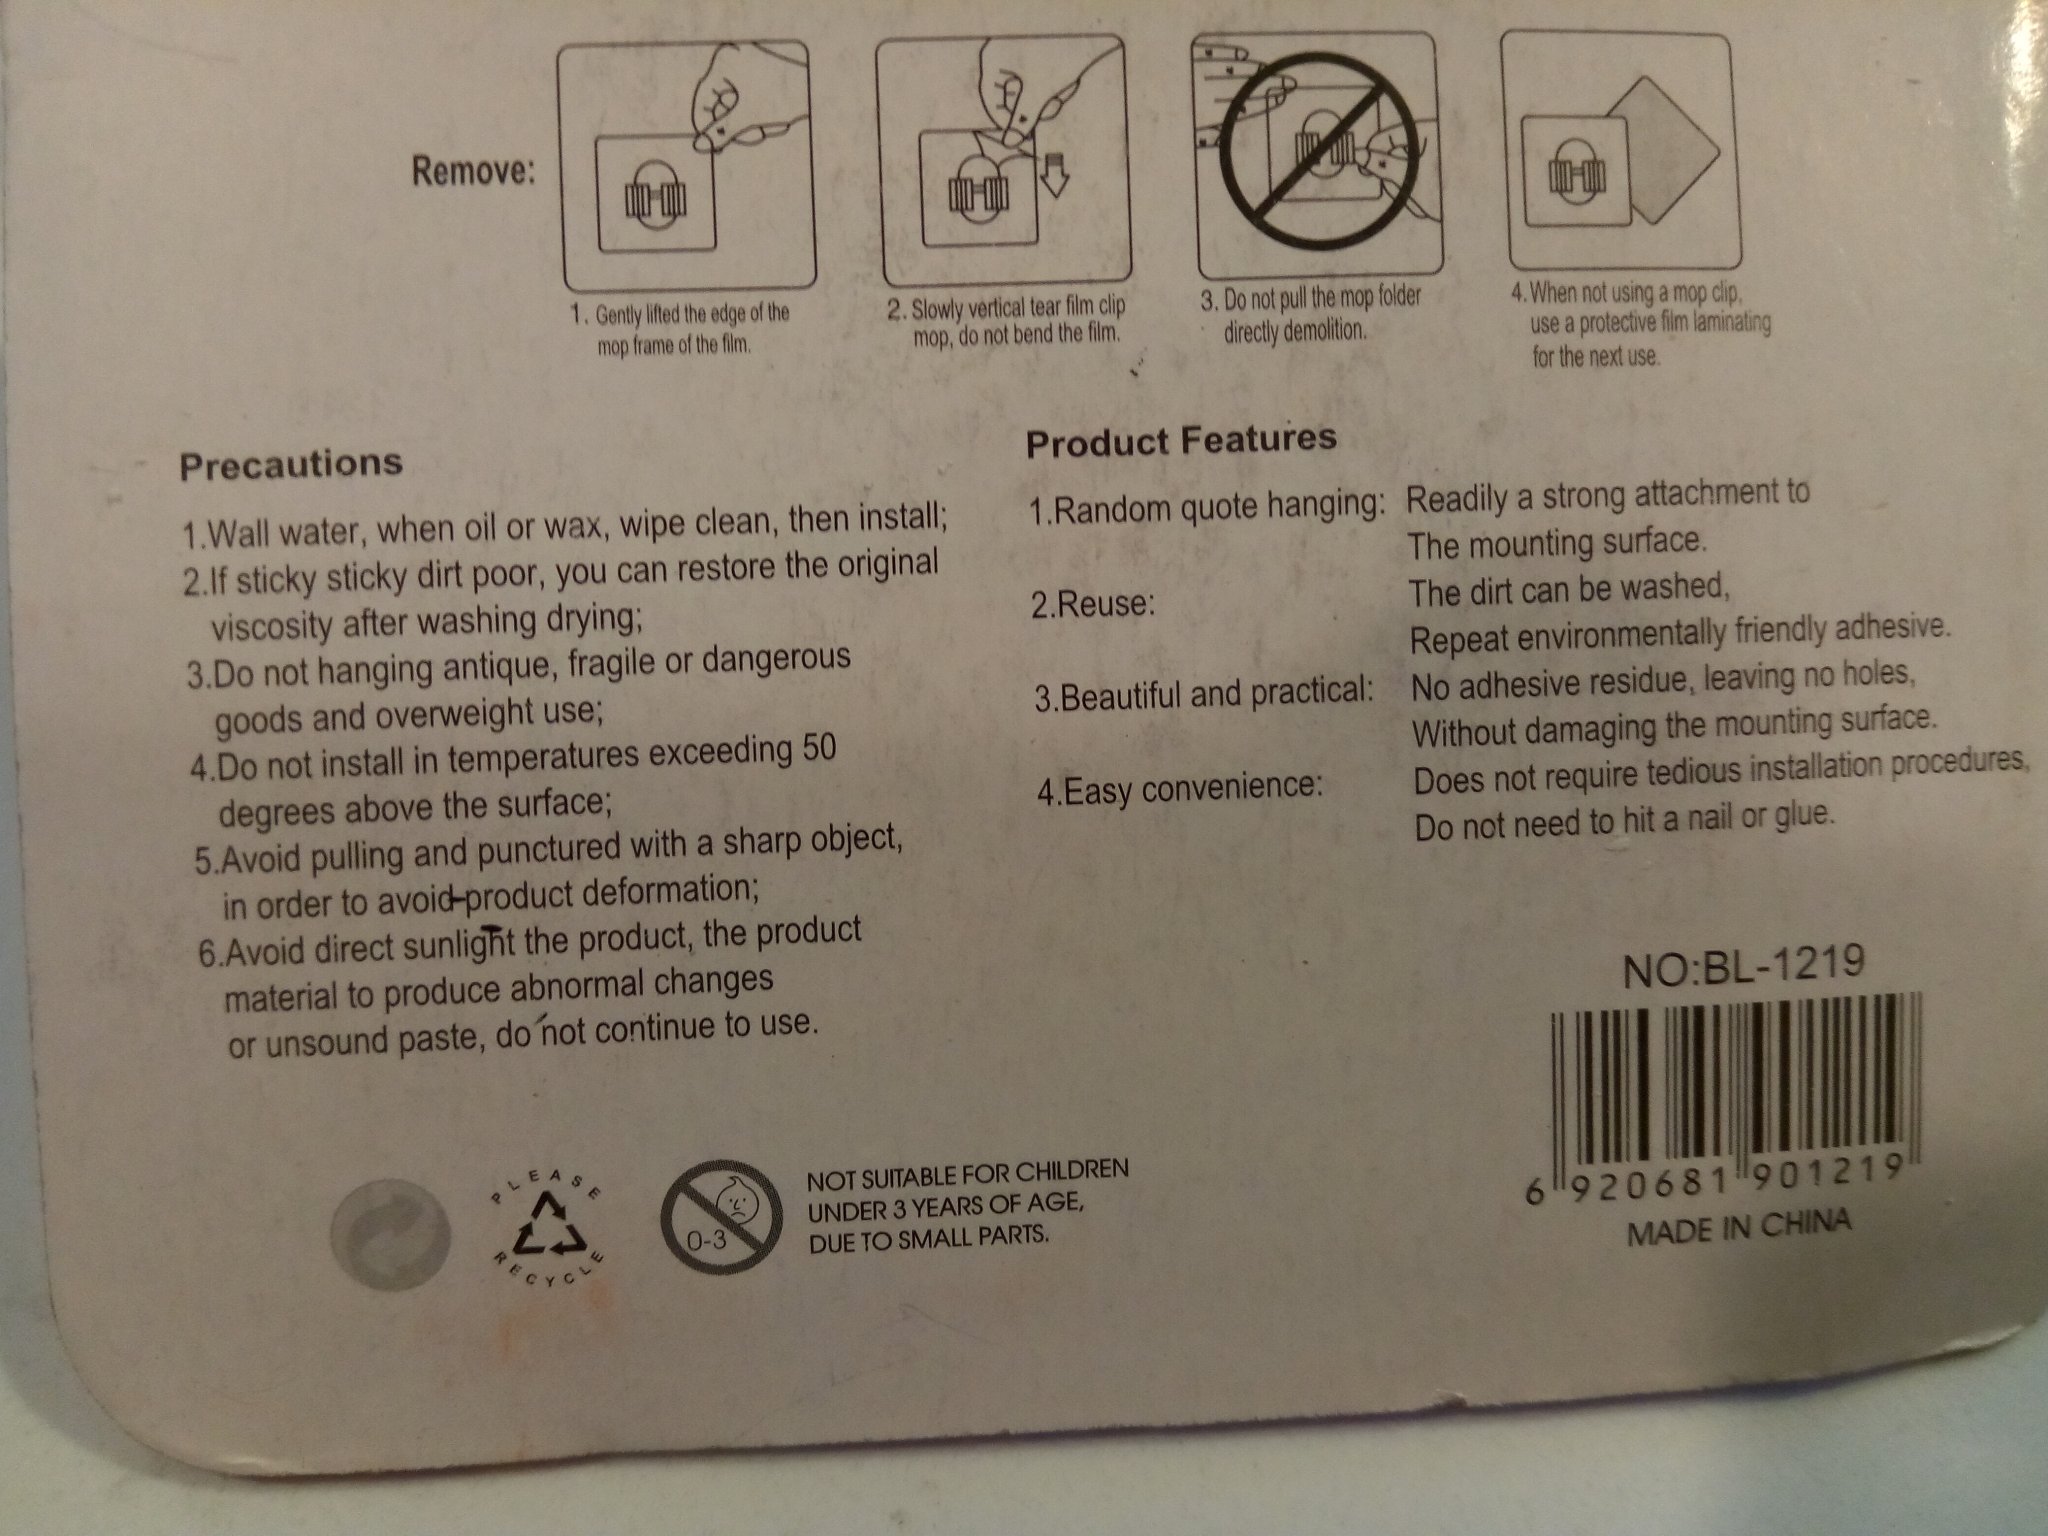 Remove:
1. Gently lifted the edge of the
mop frame of the film.
2. Slowly vertical tear film clip
mop, do not bend the film.
3. Do not pull the mop folder
directly demolition.
4. When not using a mop clip,
use a protective film laminating
for the next use.
Precautions
1.Wall water, when oil or wax, wipe clean, then install;
2.If sticky sticky dirt poor, you can restore the original
viscosity after washing drying;
3.Do not hanging antique, fragile or dangerous
goods and overweight use;
4.Do not install in temperatures exceeding 50
degrees above the surface;
5.Avoid pulling and punctured with a sharp object,
in order to avoid product deformation;
6.Avoid direct sunlight the product, the product
material to produce abnormal changes
or unsound paste, do not continue to use.
Product Features
1.Random quote hanging: Readily a strong attachment to
The mounting surface.
2.Reuse: The dirt can be washed,
Repeat environmentally friendly adhesive.
3.Beautiful and practical: No adhesive residue, leaving no holes,
Without damaging the mounting surface.
4.Easy convenience: Does not require tedious installation procedures,
Do not need to hit a nail or glue.
NO:BL-1219
6 920681 901219
MADE IN CHINA
PLEASE
RECYCLE
0-3
NOT SUITABLE FOR CHILDREN
UNDER 3 YEARS OF AGE,
DUE TO SMALL PARTS.